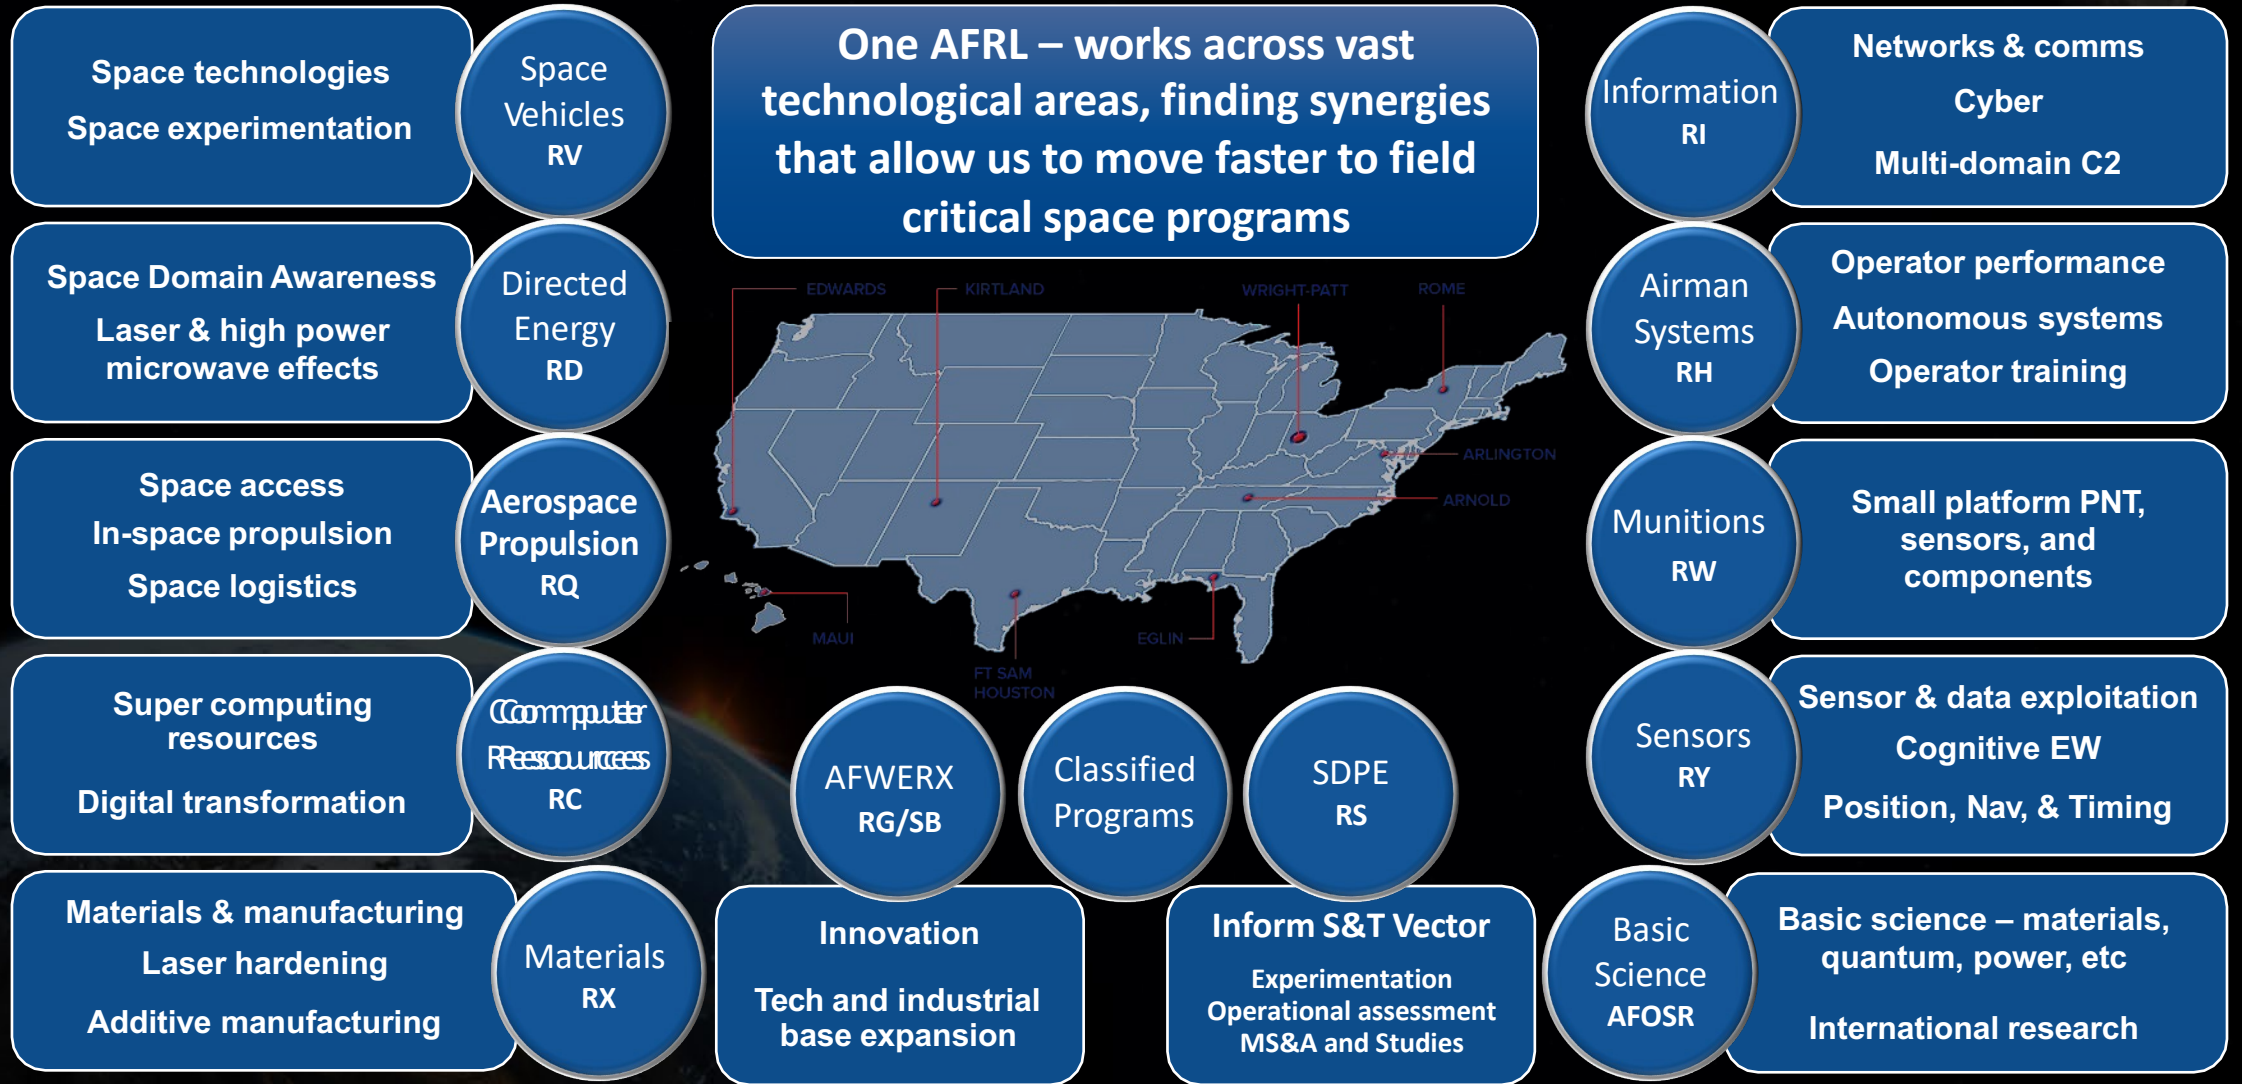 Space technologies
Space experimentation
Space
Vehicles
RV
Space Domain Awareness
Laser & high power
microwave effects
Directed
Energy
RD
Space access
In-space propulsion
Space logistics
Aerospace
Propulsion
RQ
Super computing
resources
Digital transformation
Computer
Resources
RC
Materials & manufacturing
Laser hardening
Additive manufacturing
Materials
RX
One AFRL – works across vast
technological areas, finding synergies
that allow us to move faster to field
critical space programs
EDWARDS
KIRTLAND
WRIGHT-PATT
ROME
ARLINGTON
ARNOLD
MAUI
EGLIN
FT SAM
HOUSTON
AFWERX
RG/SB
Classified
Programs
SDPE
RS
Innovation
Tech and industrial
base expansion
Inform S&T Vector
Experimentation
Operational assessment
MS&A and Studies
Information
RI
Networks & comms
Cyber
Multi-domain C2
Airman
Systems
RH
Operator performance
Autonomous systems
Operator training
Munitions
RW
Small platform PNT,
sensors, and
components
Sensors
RY
Sensor & data exploitation
Cognitive EW
Position, Nav, & Timing
Basic
Science
AFOSR
Basic science – materials,
quantum, power, etc
International research